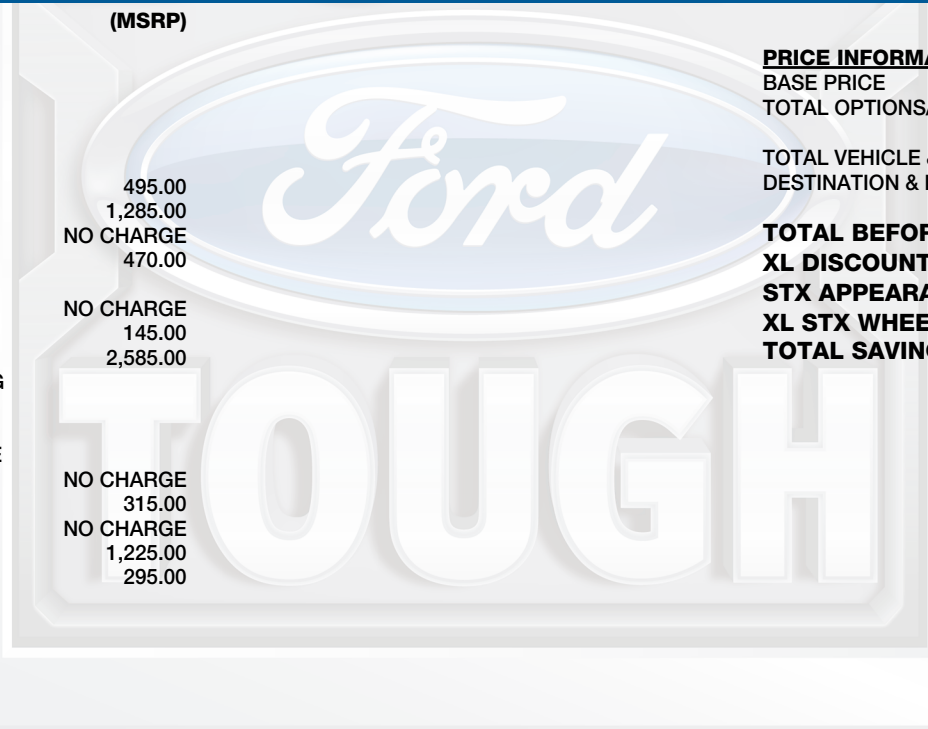 (MSRP)
495.00
1,285.00
NO CHARGE
470.00
NO CHARGE
145.00
2,585.00
NO CHARGE
315.00
NO CHARGE
1,225.00
295.00
PRICE INFORMA
BASE PRICE
TOTAL OPTIONS/
TOTAL VEHICLE &
DESTINATION &
TOTAL BEFOR
XL DISCOUNT
STX APPEARA
XL STX WHEE
TOTAL SAVING
Ford
TOUGH